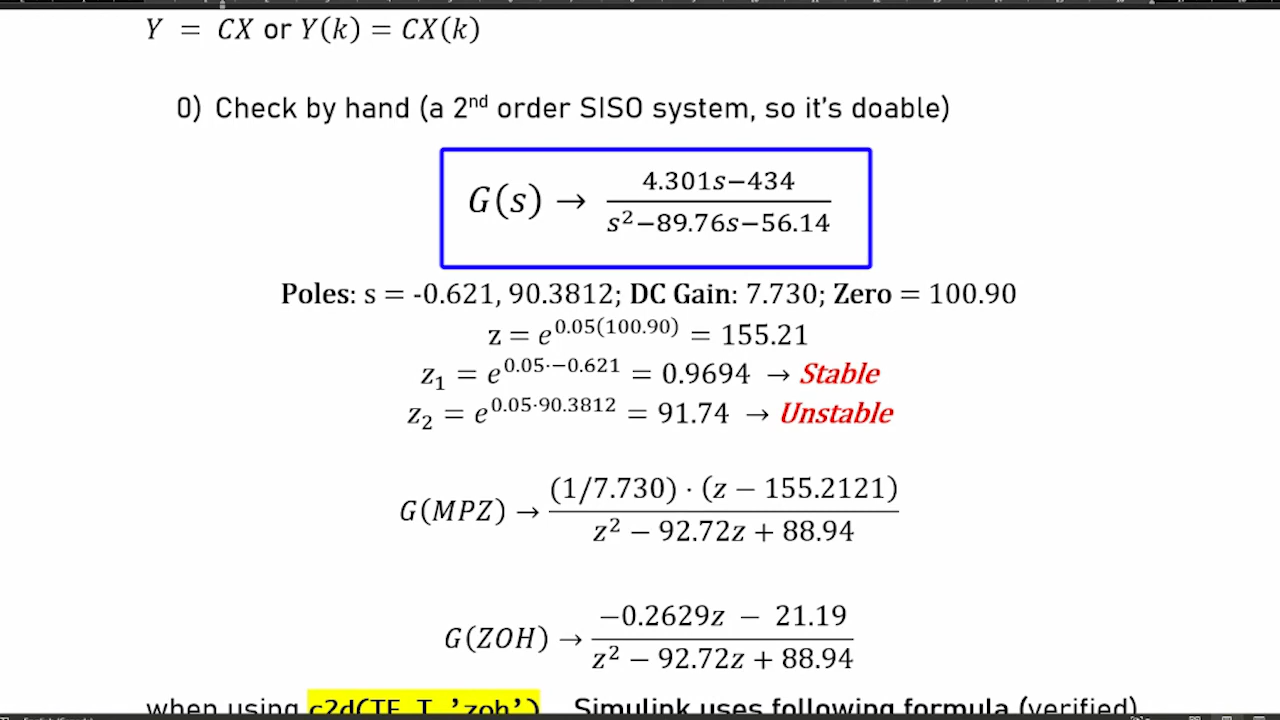 Y = CX or Y(k) = CX(k)
0) Check by hand (a 2nd order SISO system, so it's doable)
G(s) → (4.301s−434)/(s²−89.76s−56.14)
Poles: s = -0.621, 90.3812; DC Gain: 7.730; Zero = 100.90
z = e^0.05(100.90) = 155.21
z₁ = e^0.05·−0.621 = 0.9694 → Stable
z₂ = e^0.05·90.3812 = 91.74 → Unstable
G(MPZ) → ((1/7.730) · (z − 155.2121))/(z² − 92.72z + 88.94)
G(ZOH) → (−0.2629z − 21.19)/(z² − 92.72z + 88.94)
when using c2d(TF,T,'zoh') Simulink uses following formula (verified)